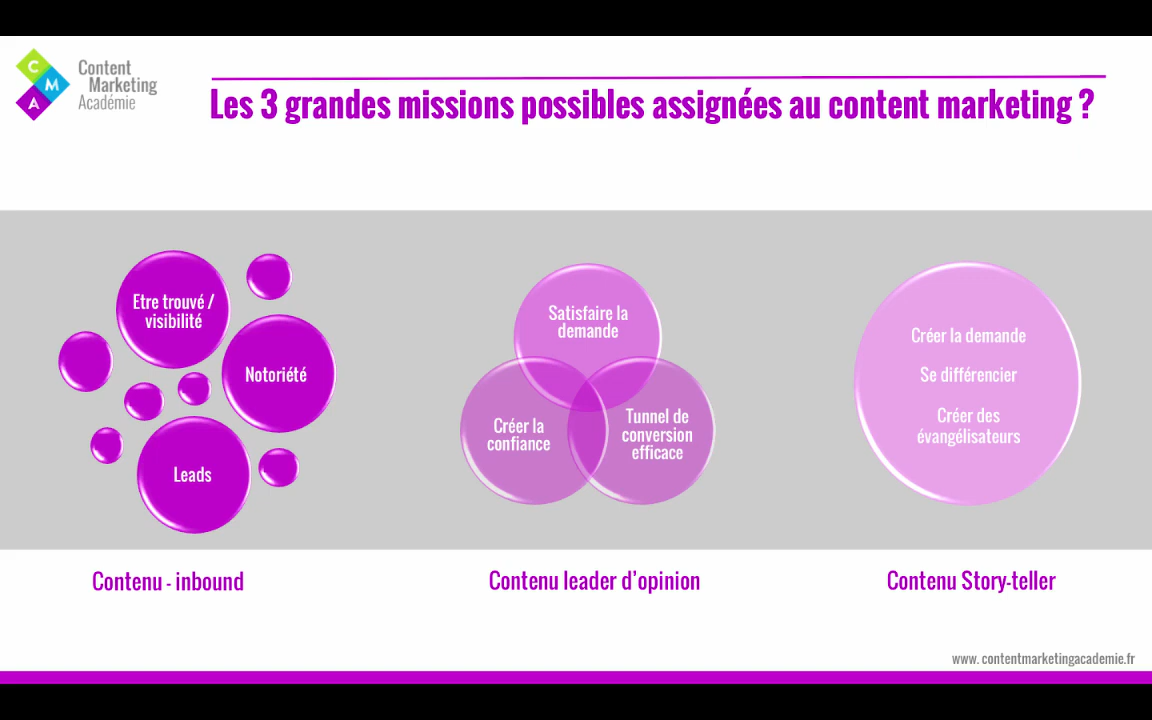 C
M
A
Content
Marketing
Académie
Les 3 grandes missions possibles assignées au content marketing ?
Etre trouvé /
visibilité
Notoriété
Leads
Satisfaire la
demande
Créer la
confiance
Tunnel de
conversion
efficace
Créer la demande
Se différencier
Créer des
évangélisateurs
Contenu - inbound
Contenu leader d’opinion
Contenu Story-teller
www. contentmarketingacademie.fr